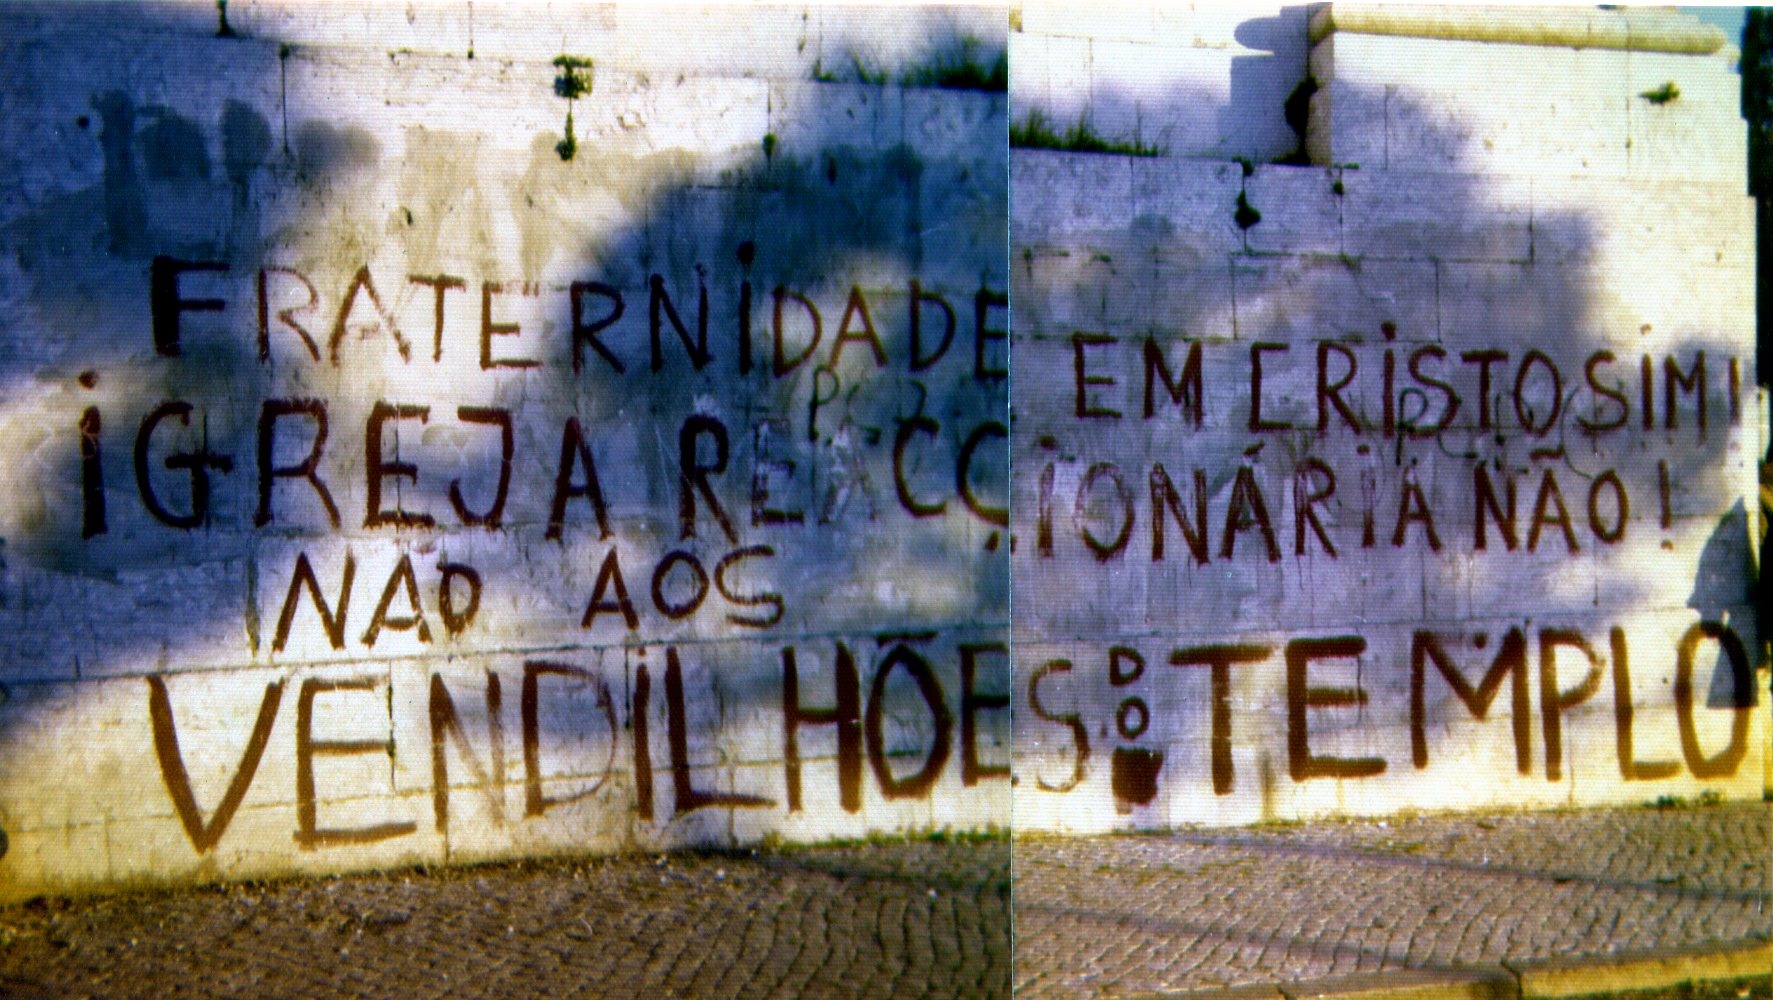 FRATERNIDADE EM CRISTO SIM!
IGREJA REACCIONÁRIA NÃO!
NÃO AOS
VENDILHÕES DO TEMPLO